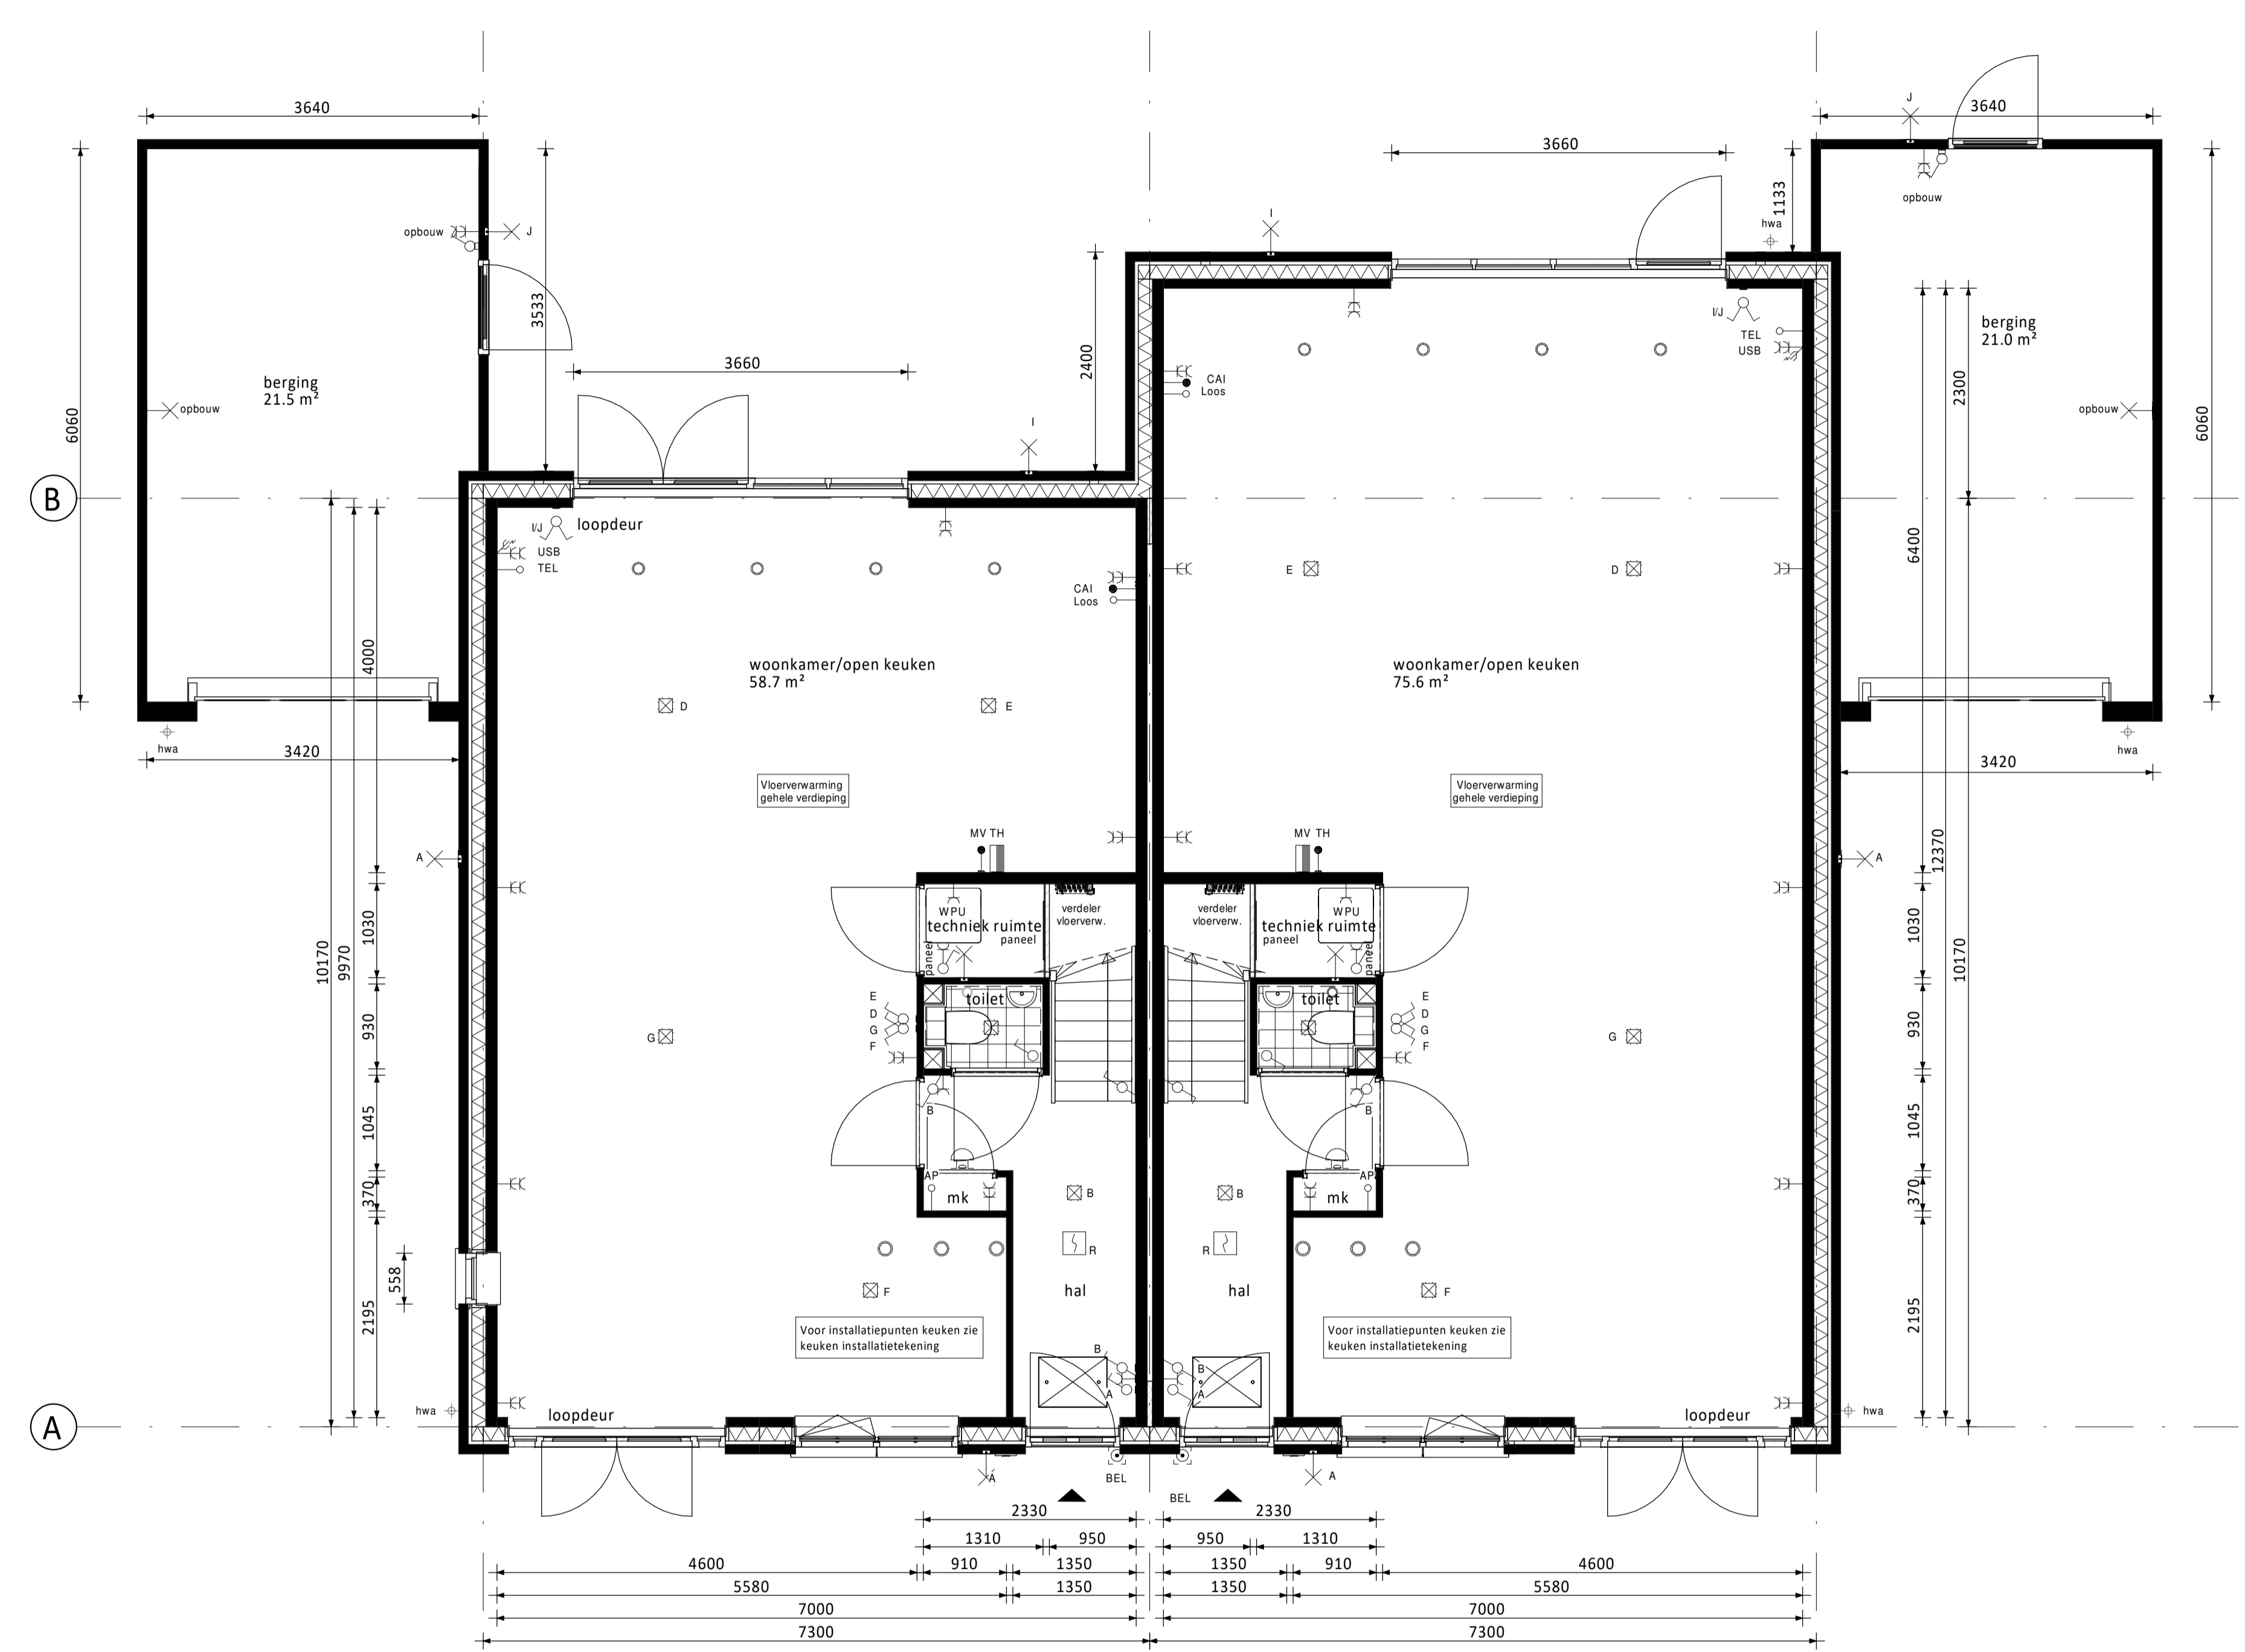 3640
J
3640
3660
1133
hwa
opbouw
I
opbouw
J
3533
2400
I/J
TEL
USB
berging
21.0 m²
3660
CAI
Loos
2300
berging
21.5 m²
opbouw
opbouw
6060
6060
I
B
I/J
loopdeur
USB
TEL
6400
E
D
CAI
Loos
4000
woonkamer/open keuken
58.7 m²
woonkamer/open keuken
75.6 m²
D
E
hwa
hwa
3420
3420
Vloerverwarming
gehele verdieping
Vloerverwarming
gehele verdieping
MV TH
MV TH
A
A
12370
WPU
techniek ruimte
paneel
paneel
verdeler
vloerverw.
verdeler
vloerverw.
WPU
techniek ruimte
paneel
paneel
10170
9970
1030
1030
10170
E
D
G
F
toilet
toilet
E
D
G
F
930
930
G
G
1045
1045
B
B
AP
mk
B
B
AP
mk
370
370
R
R
F
hal
hal
F
558
2195
2195
Voor installatiepunten keuken zie
keuken installatietekening
Voor installatiepunten keuken zie
keuken installatietekening
B
A
B
A
hwa
loopdeur
loopdeur
hwa
A
A
BEL
A
BEL
2330
2330
1310
950
950
1310
4600
910
1350
1350
910
4600
5580
1350
1350
5580
7000
7000
7300
7300